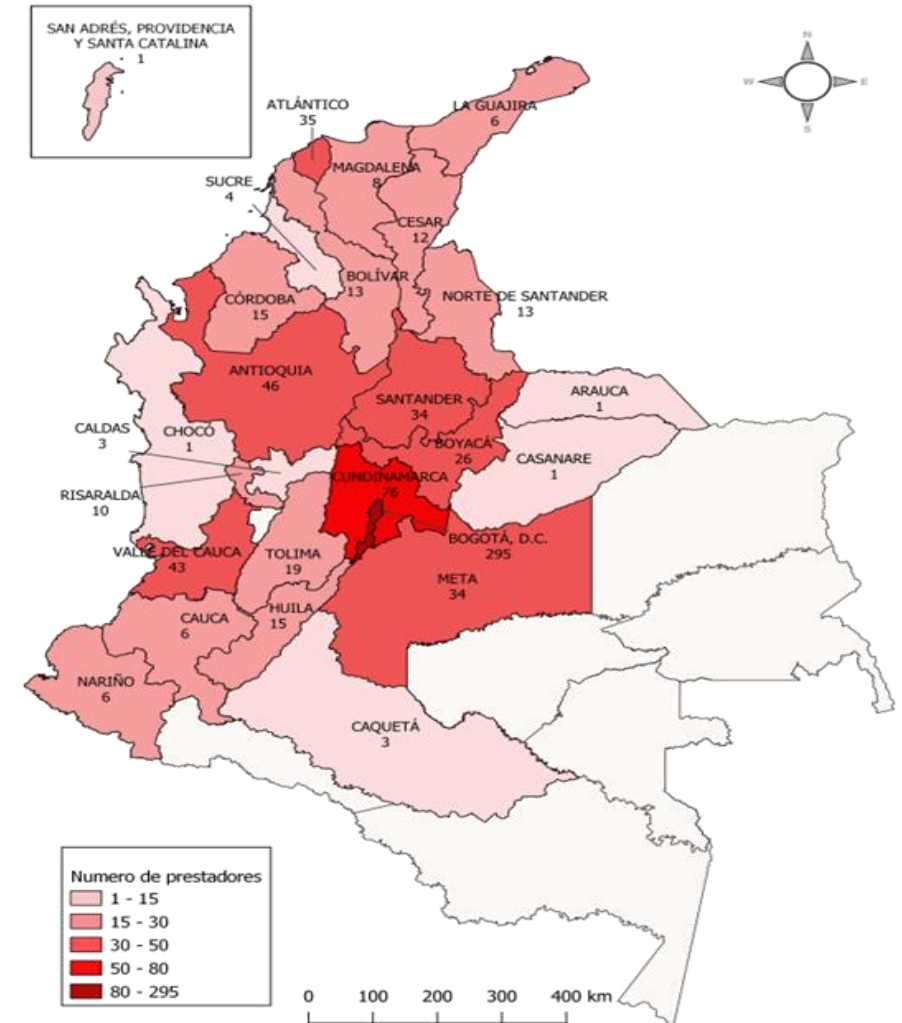 SAN ADRÉS, PROVIDENCIA
Y SANTA CATALINA
1
N
W
E
S
ATLÁNTICO
35
LA GUAJIRA
6
MAGDALENA
8
SUCRE
4
CESAR
12
BOLÍVAR
13
NORTE DE SANTANDER
13
CÓRDOBA
15
ANTIOQUIA
46
SANTANDER
34
ARAUCA
1
CALDAS
3
CHOCÓ
1
BOYACÁ
26
CASANARE
1
CUNDINAMARCA
76
RISARALDA
10
BOGOTÁ, D.C.
295
VALLE DEL CAUCA
43
TOLIMA
19
META
34
HUILA
15
CAUCA
6
NARIÑO
6
CAQUETÁ
3
Numero de prestadores
1 - 15
15 - 30
30 - 50
50 - 80
80 - 295
0 100 200 300 400 km